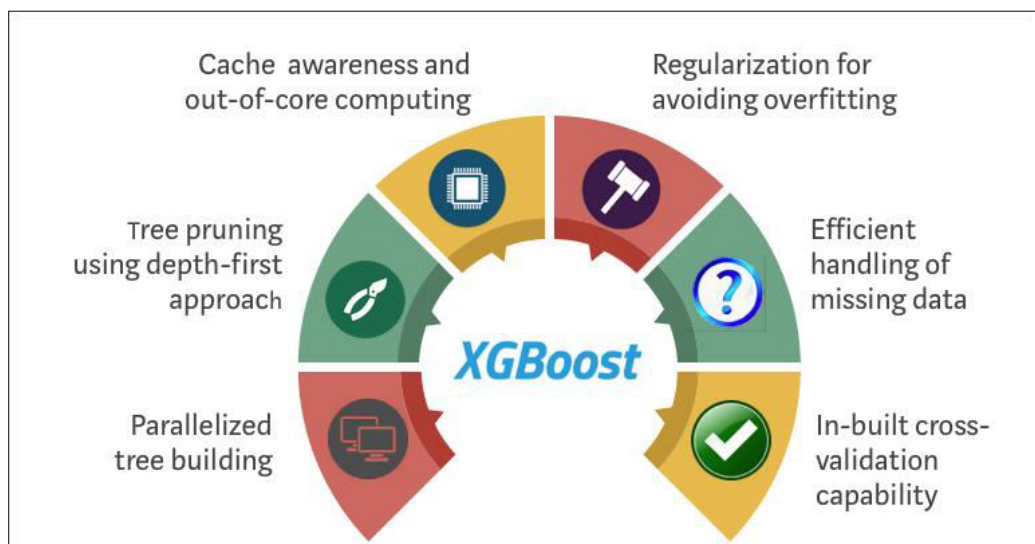 Cache awareness and
out-of-core computing
Regularization for
avoiding overfitting
Tree pruning
using depth-first
approach
Efficient
handling of
missing data
XGBoost
Parallelized
tree building
In-built cross-
validation
capability